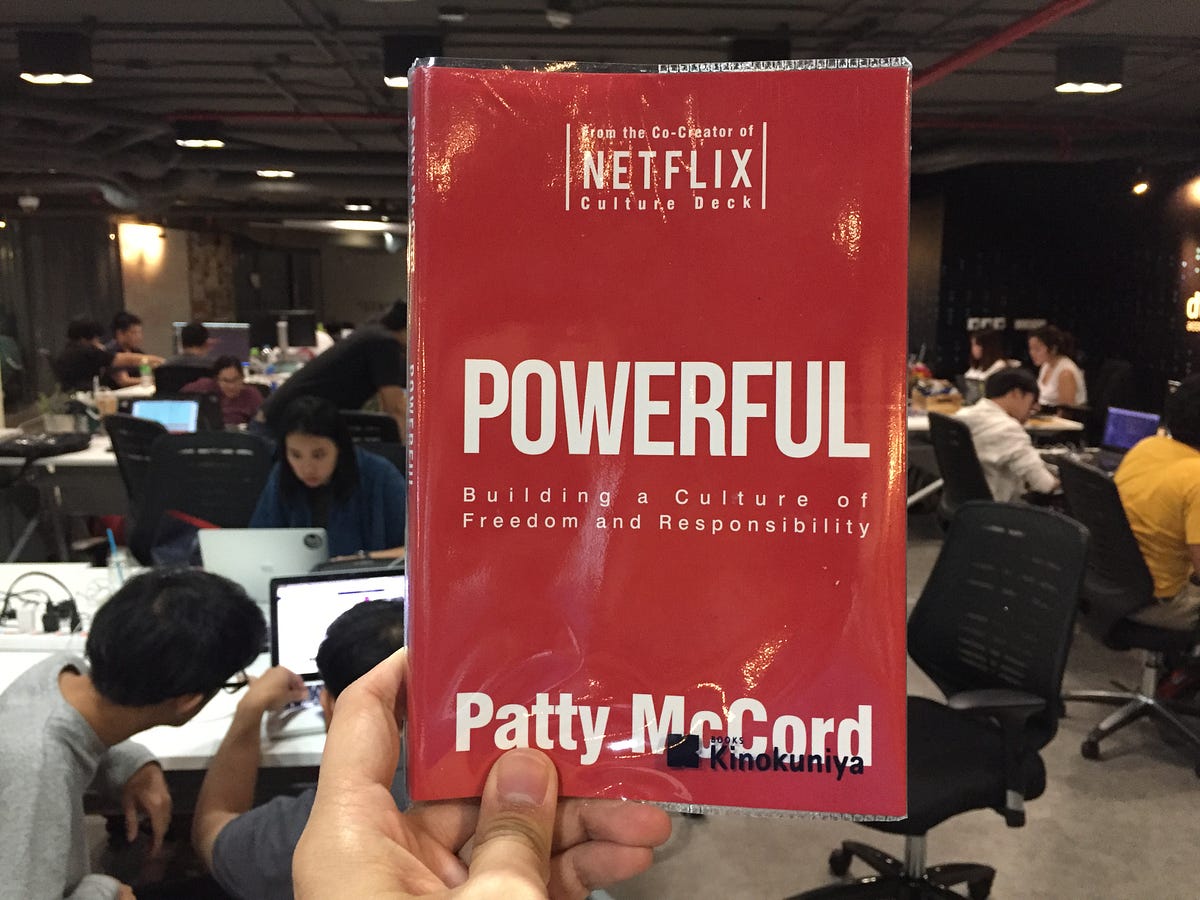 From the Co-Creator of
NETFLIX
Culture Deck
POWERFUL
Building a Culture of
Freedom and Responsibility
Patty McCord
BOOKS
Kinokuniya